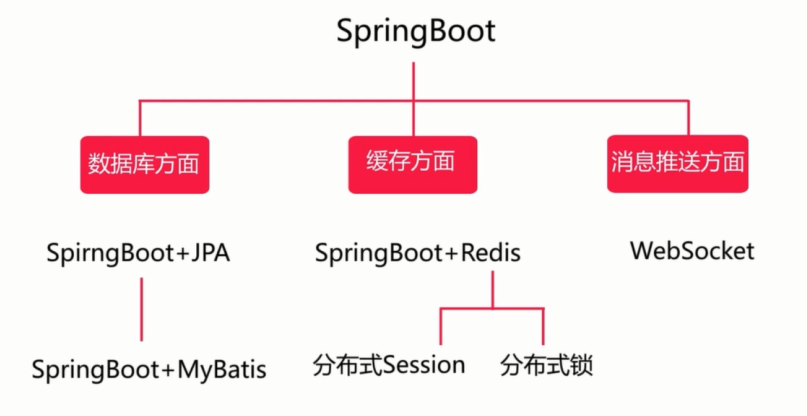 SpringBoot
数据库方面
缓存方面
消息推送方面
SpirngBoot+JPA
SpringBoot+Redis
WebSocket
SpringBoot+MyBatis
分布式Session
分布式锁